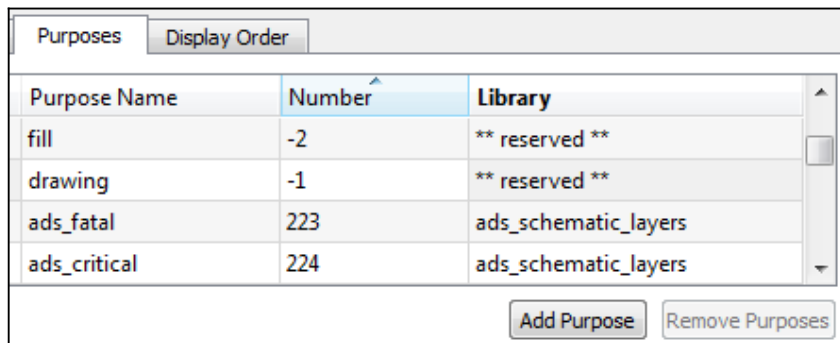 Purposes Display Order
Purpose Name Number Library
fill -2 ** reserved **
drawing -1 ** reserved **
ads_fatal 223 ads_schematic_layers
ads_critical 224 ads_schematic_layers
Add Purpose Remove Purposes